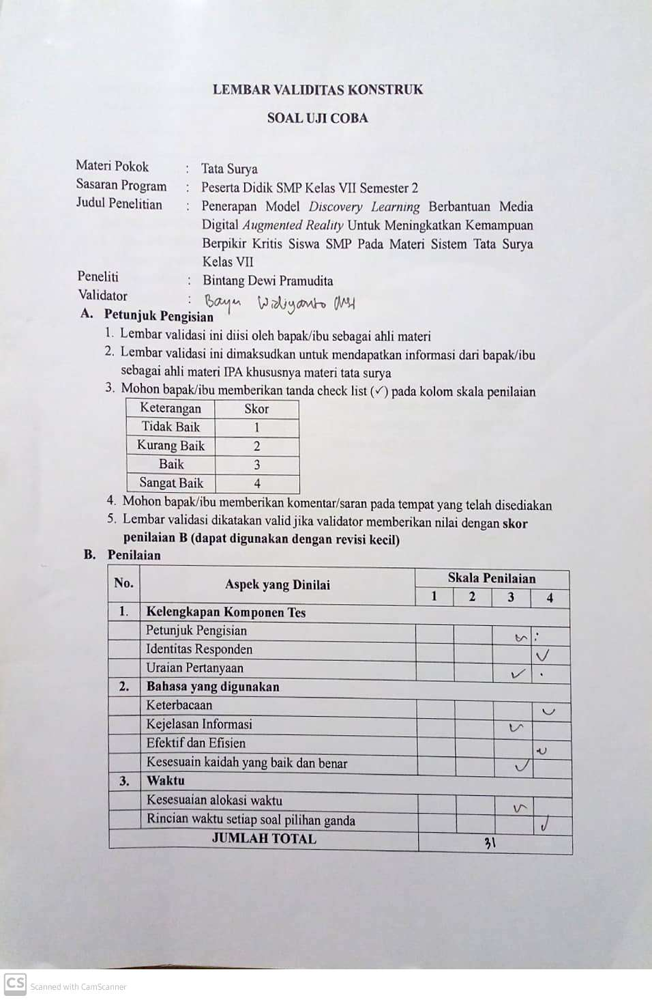 LEMBAR VALIDITAS KONSTRUK
SOAL UJI COBA
Materi Pokok : Tata Surya
Sasaran Program : Peserta Didik SMP Kelas VII Semester 2
Judul Penelitian : Penerapan Model Discovery Learning Berbantuan Media
Digital Augmented Reality Untuk Meningkatkan Kemampuan
Berpikir Kritis Siswa SMP Pada Materi Sistem Tata Surya
Kelas VII
Peneliti : Bintang Dewi Pramudita
Validator : Bayu Widiyanto
A. Petunjuk Pengisian
1. Lembar validasi ini diisi oleh bapak/ibu sebagai ahli materi
2. Lembar validasi ini dimaksudkan untuk mendapatkan informasi dari bapak/ibu
sebagai ahli materi IPA khususnya materi tata surya
3. Mohon bapak/ibu memberikan tanda check list (✓) pada kolom skala penilaian
Keterangan Skor
Tidak Baik 1
Kurang Baik 2
Baik 3
Sangat Baik 4
4. Mohon bapak/ibu memberikan komentar/saran pada tempat yang telah disediakan
5. Lembar validasi dikatakan valid jika validator memberikan nilai dengan skor
penilaian B (dapat digunakan dengan revisi kecil)
B. Penilaian
No. Aspek yang Dinilai Skala Penilaian
1 2 3 4
1. Kelengkapan Komponen Tes
Petunjuk Pengisian ✓
Identitas Responden ✓
Uraian Pertanyaan ✓
2. Bahasa yang digunakan
Keterbacaan ✓
Kejelasan Informasi ✓
Efektif dan Efisien ✓
Kesesuain kaidah yang baik dan benar ✓
3. Waktu
Kesesuaian alokasi waktu ✓
Rincian waktu setiap soal pilihan ganda ✓
JUMLAH TOTAL 31
CS Scanned with CamScanner